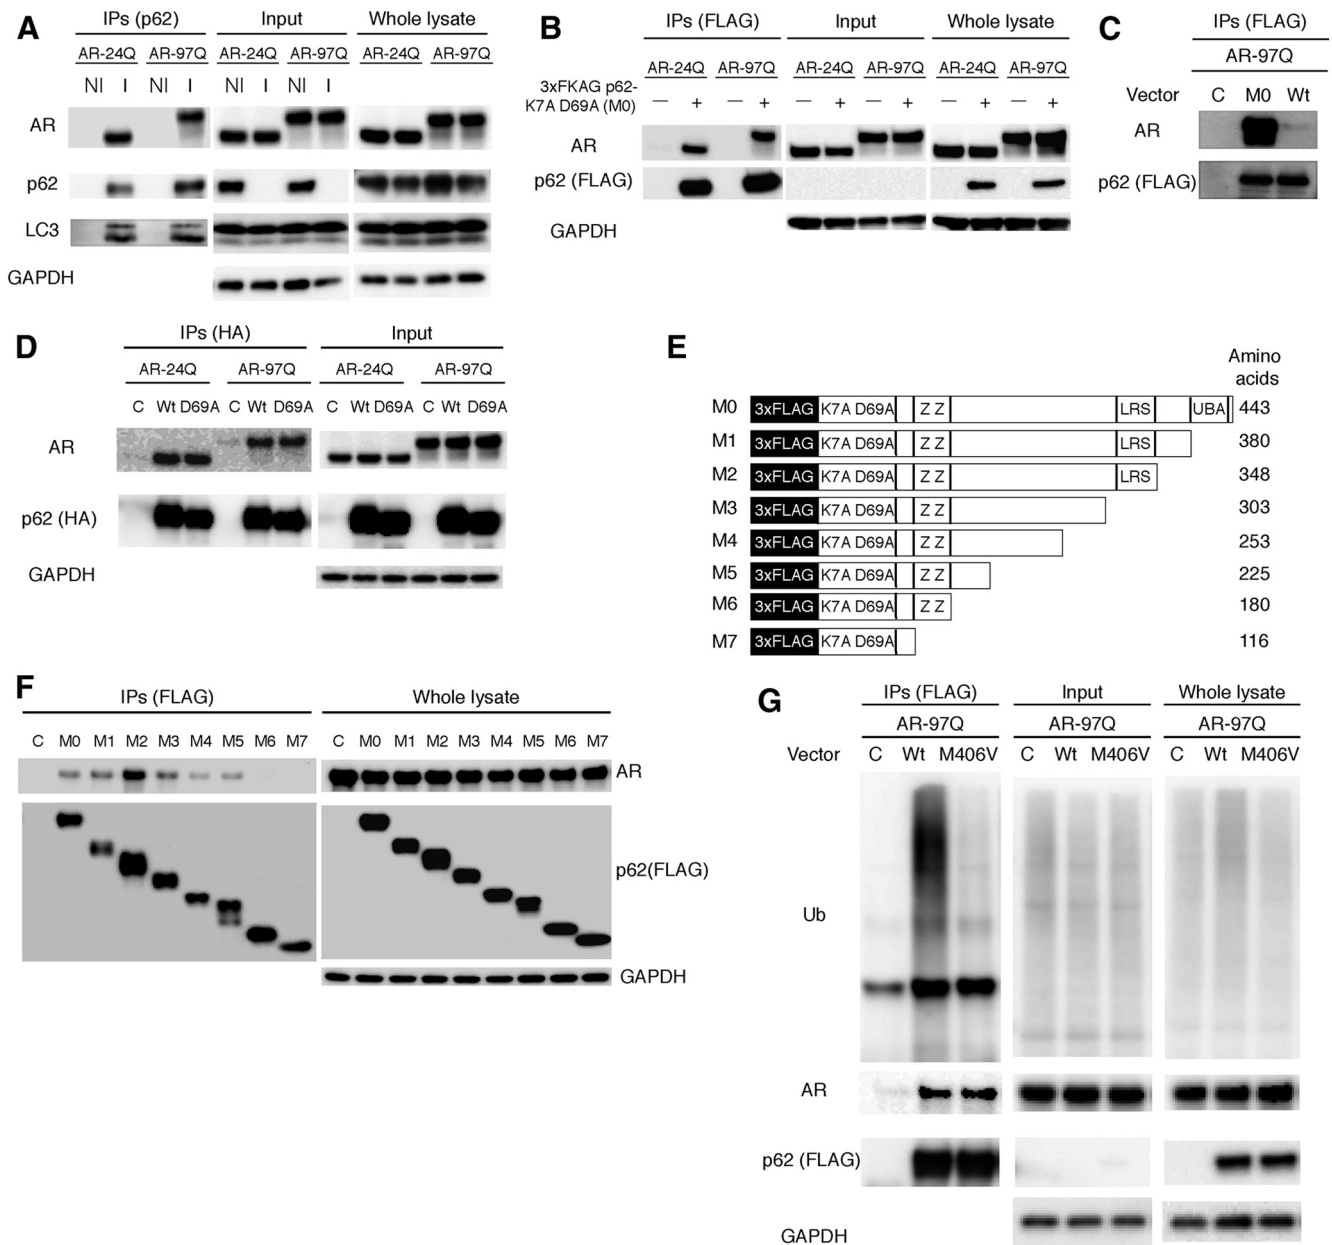 A
IPs (p62) Input Whole lysate
AR-24Q AR-97Q AR-24Q AR-97Q AR-24Q AR-97Q
NI I NI I NI I NI I
AR
p62
LC3
GAPDH
B
IPs (FLAG) Input Whole lysate
AR-24Q AR-97Q AR-24Q AR-97Q AR-24Q AR-97Q
3xFKAG p62-
K7A D69A (M0) — + — + — + — + — + — +
AR
p62 (FLAG)
GAPDH
C
IPs (FLAG)
AR-97Q
Vector C M0 Wt
AR
p62 (FLAG)
D
IPs (HA) Input
AR-24Q AR-97Q AR-24Q AR-97Q
C Wt D69A C Wt D69A C Wt D69A C Wt D69A
AR
p62 (HA)
GAPDH
E
Amino
acids
M0 3xFLAG K7A D69A Z Z LRS UBA 443
M1 3xFLAG K7A D69A Z Z LRS 380
M2 3xFLAG K7A D69A Z Z LRS 348
M3 3xFLAG K7A D69A Z Z 303
M4 3xFLAG K7A D69A Z Z 253
M5 3xFLAG K7A D69A Z Z 225
M6 3xFLAG K7A D69A Z Z 180
M7 3xFLAG K7A D69A 116
F
IPs (FLAG) Whole lysate
C M0 M1 M2 M3 M4 M5 M6 M7 C M0 M1 M2 M3 M4 M5 M6 M7
AR
p62(FLAG)
GAPDH
G
IPs (FLAG) Input Whole lysate
AR-97Q AR-97Q AR-97Q
Vector C Wt M406V C Wt M406V C Wt M406V
Ub
AR
p62 (FLAG)
GAPDH